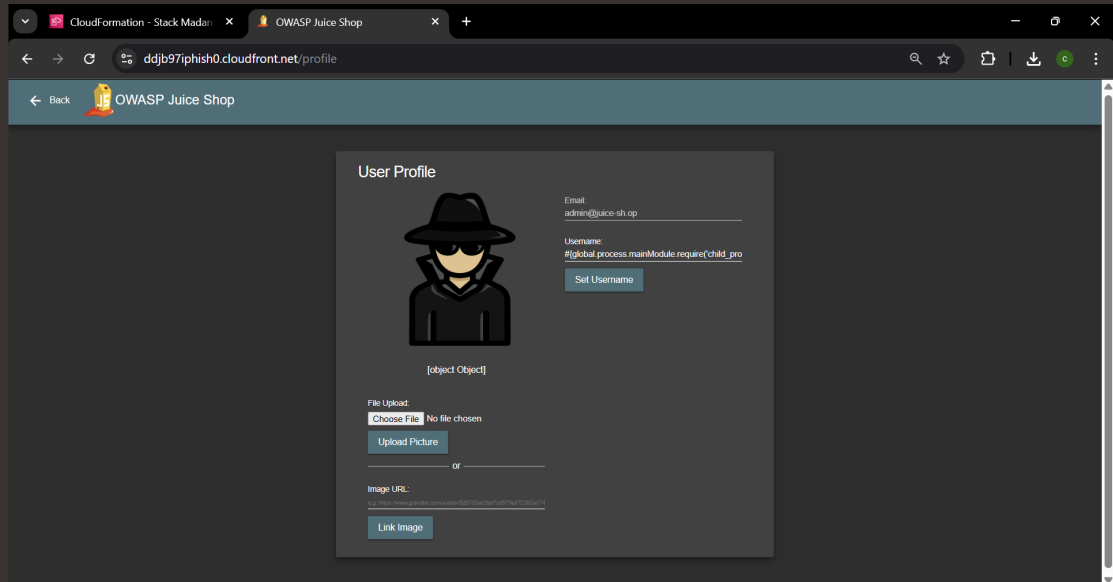 CloudFormation - Stack Madan
OWASP Juice Shop
ddjb97iphish0.cloudfront.net/profile
c
Back
OWASP Juice Shop
User Profile
Email:
admin@juice-sh.op
Username:
#{global.process.mainModule.require('child_pro
Set Username
[object Object]
File Upload:
Choose File No file chosen
Upload Picture
or
Image URL:
Link Image